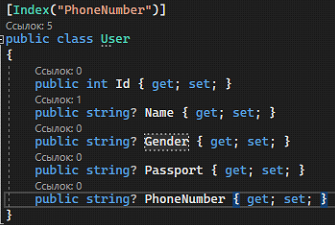 [Index("PhoneNumber")]
Ссылок: 5
public class User
{
Ссылок: 0
public int Id { get; set; }
Ссылок: 1
public string? Name { get; set; }
Ссылок: 0
public string? Gender { get; set; }
Ссылок: 0
public string? Passport { get; set; }
Ссылок: 0
public string? PhoneNumber { get; set; }
}